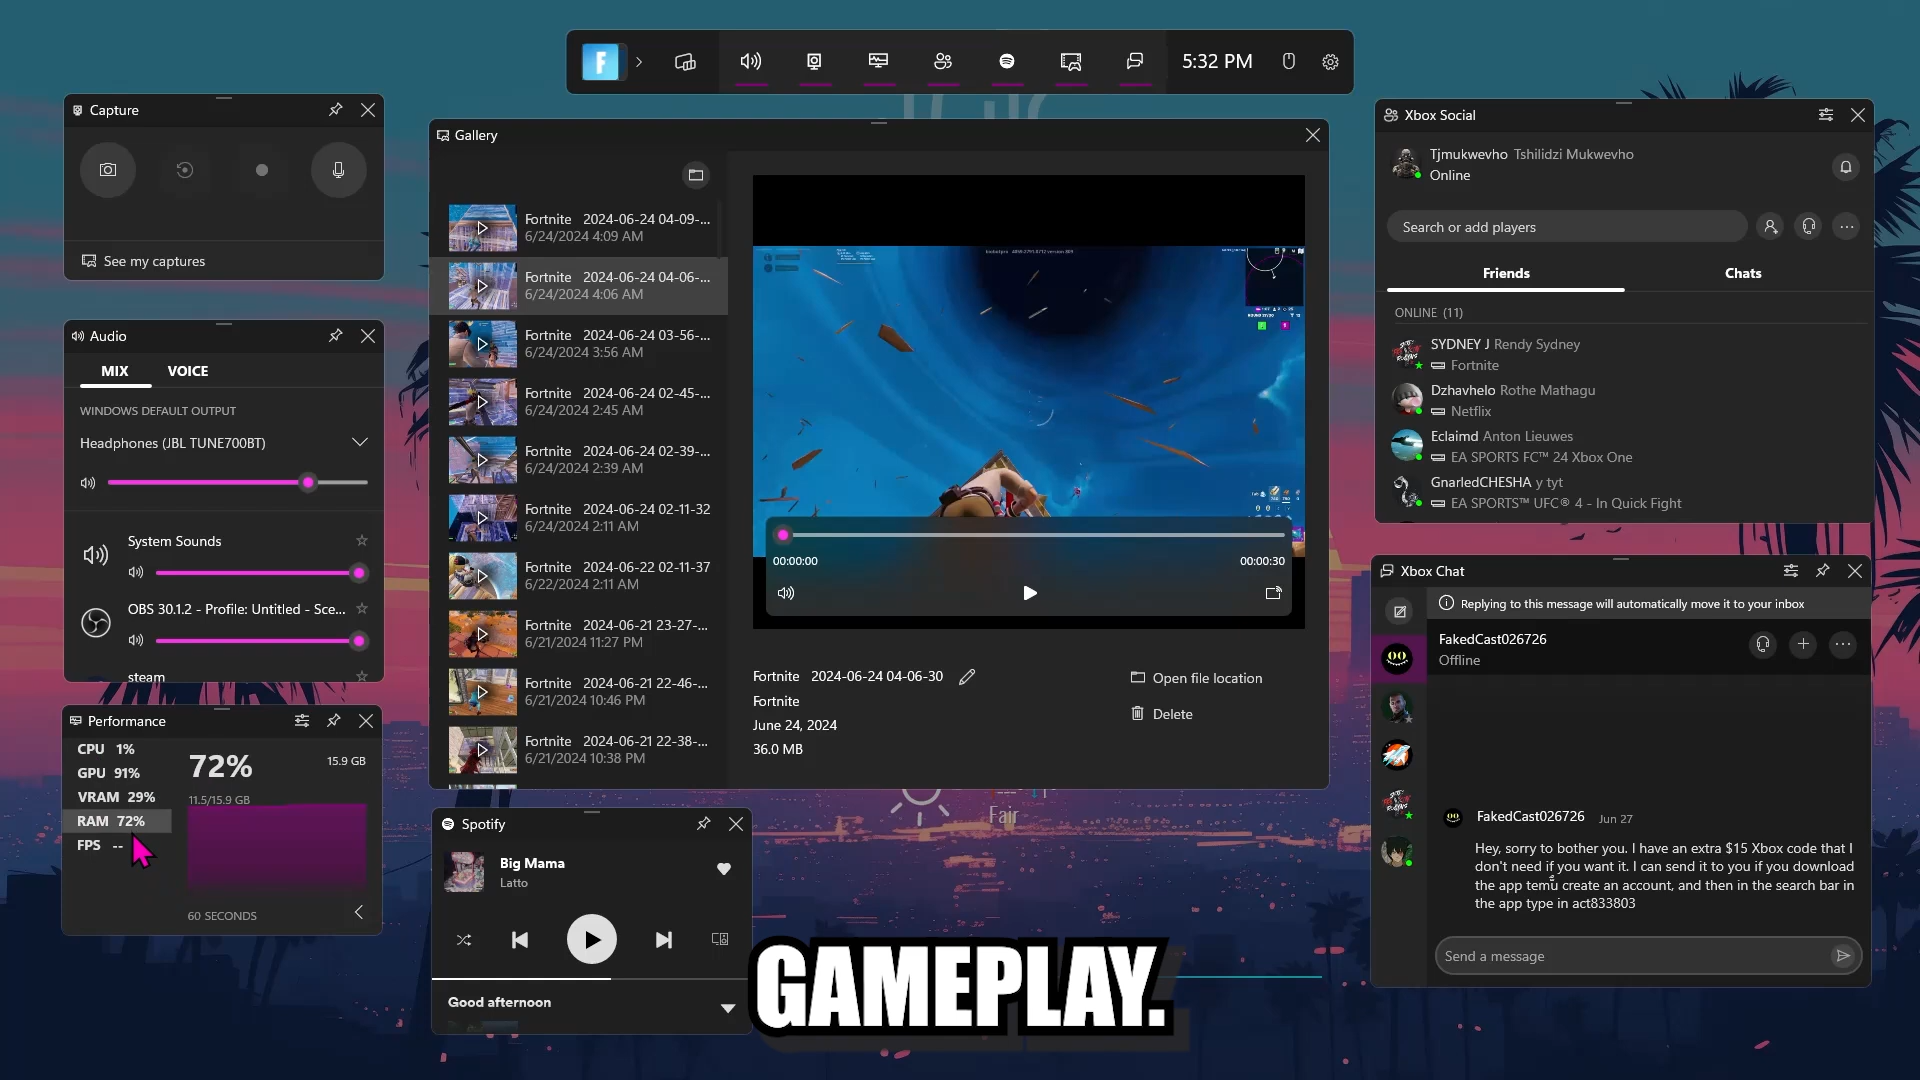 5:32 PM
Capture
See my captures
Audio
MIX VOICE
WINDOWS DEFAULT OUTPUT
Headphones (JBL TUNE700BT)
System Sounds
OBS 30.1.2 - Profile: Untitled - Sce...
steam
Performance
CPU 1%
GPU 91%
VRAM 29%
RAM 72%
FPS --
72%
15.9 GB
11.5/15.9 GB
60 SECONDS
Gallery
Fortnite 2024-06-24 04-09-...
6/24/2024 4:09 AM
Fortnite 2024-06-24 04-06-...
6/24/2024 4:06 AM
Fortnite 2024-06-24 03-56-...
6/24/2024 3:56 AM
Fortnite 2024-06-24 02-45-...
6/24/2024 2:45 AM
Fortnite 2024-06-24 02-39-...
6/24/2024 2:39 AM
Fortnite 2024-06-24 02-11-32
6/24/2024 2:11 AM
Fortnite 2024-06-22 02-11-37
6/22/2024 2:11 AM
Fortnite 2024-06-21 23-27-...
6/21/2024 11:27 PM
Fortnite 2024-06-21 22-46-...
6/21/2024 10:46 PM
Fortnite 2024-06-21 22-38-...
6/21/2024 10:38 PM
00:00:00
00:00:30
Fortnite 2024-06-24 04-06-30
Fortnite
June 24, 2024
36.0 MB
Open file location
Delete
Fair
Spotify
Big Mama
Latto
Good afternoon
GAMEPLAY.
Xbox Social
Tjmukwevho Tshilidzi Mukwevho
Online
Search or add players
Friends Chats
ONLINE (11)
SYDNEY J Rendy Sydney
Fortnite
Dzhavhelo Rothe Mathagu
Netflix
Eclaimd Anton Lieuwes
EA SPORTS FC™ 24 Xbox One
GnarledCHESHA y tyt
EA SPORTS™ UFC® 4 - In Quick Fight
Xbox Chat
Replying to this message will automatically move it to your inbox
FakedCast026726
Offline
FakedCast026726 Jun 27
Hey, sorry to bother you. I have an extra $15 Xbox code that I
don't need if you want it. I can send it to you if you download
the app temu create an account, and then in the search bar in
the app type in act833803
Send a message